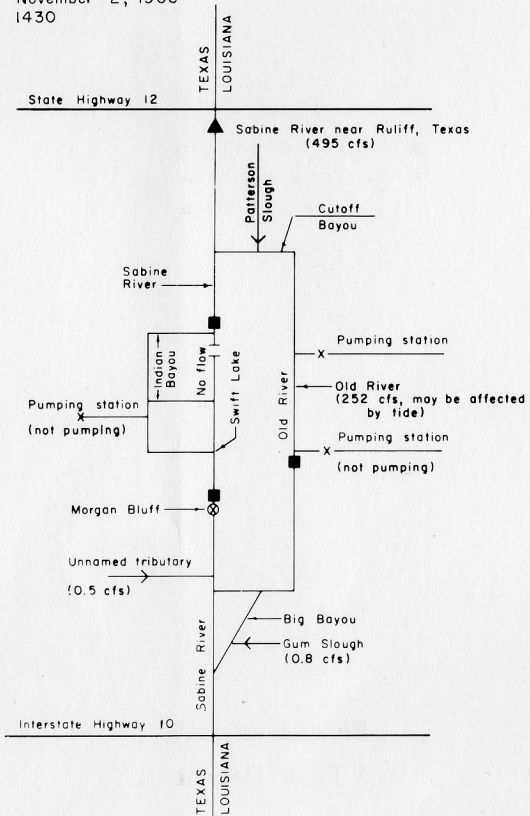 1430
TEXAS
LOUISIANA
State Highway 12
Sabine River near Ruliff, Texas
(495 cfs)
Patterson
Slough
Cutoff
Bayou
Sabine
River
Indian
Bayou
No flow
Swift Lake
Old River
Pumping station
Old River
(252 cfs, may be affected
by tide)
Pumping station
(not pumping)
Pumping station
(not pumping)
Morgan Bluff
Unnamed tributary
(0.5 cfs)
Big Bayou
Gum Slough
(0.8 cfs)
Sabine River
Interstate Highway 10
TEXAS
LOUISIANA